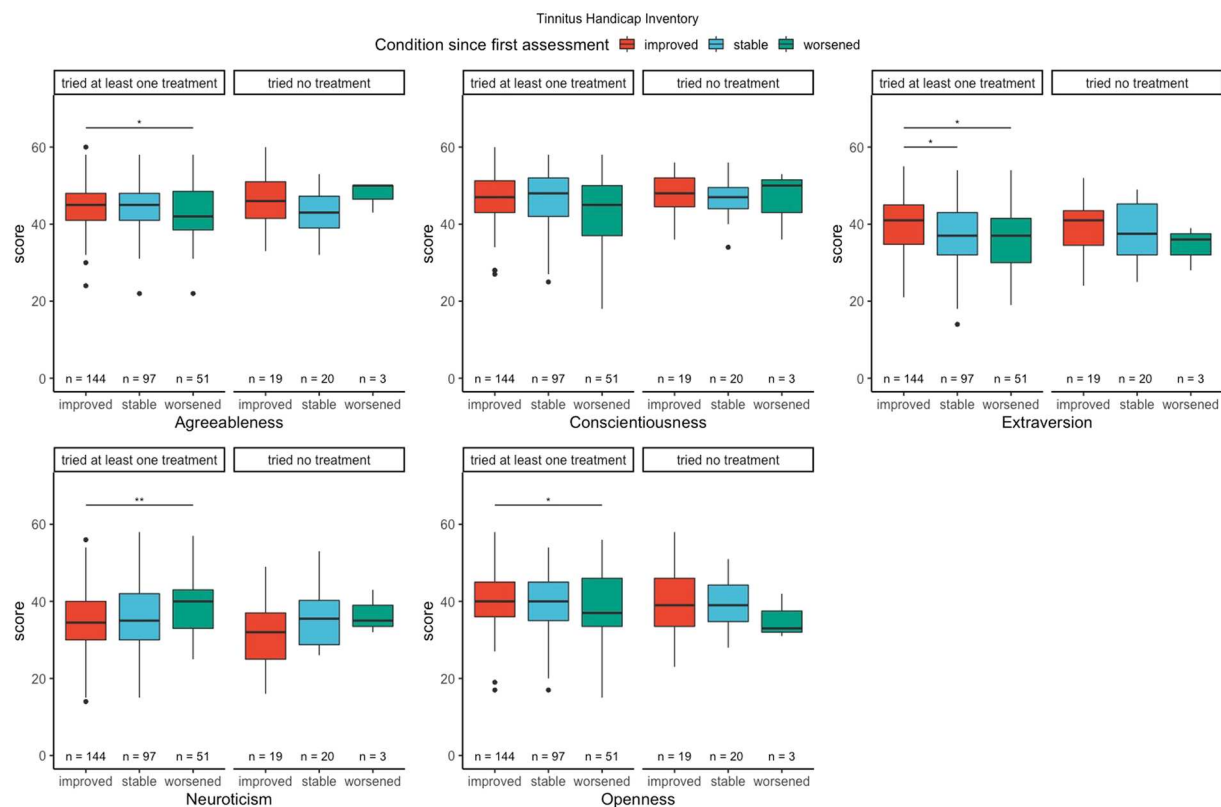 Tinnitus Handicap Inventory
Condition since first assessment improved stable worsened
tried at least one treatment tried no treatment
*
60
40
20
0
score
n = 144 n = 97 n = 51 n = 19 n = 20 n = 3
improved stable worsened improved stable worsened
Agreeableness
tried at least one treatment tried no treatment
60
40
20
0
score
n = 144 n = 97 n = 51 n = 19 n = 20 n = 3
improved stable worsened improved stable worsened
Conscientiousness
tried at least one treatment tried no treatment
*
*
60
40
20
0
score
n = 144 n = 97 n = 51 n = 19 n = 20 n = 3
improved stable worsened improved stable worsened
Extraversion
tried at least one treatment tried no treatment
**
60
40
20
0
score
n = 144 n = 97 n = 51 n = 19 n = 20 n = 3
improved stable worsened improved stable worsened
Neuroticism
tried at least one treatment tried no treatment
*
60
40
20
0
score
n = 144 n = 97 n = 51 n = 19 n = 20 n = 3
improved stable worsened improved stable worsened
Openness